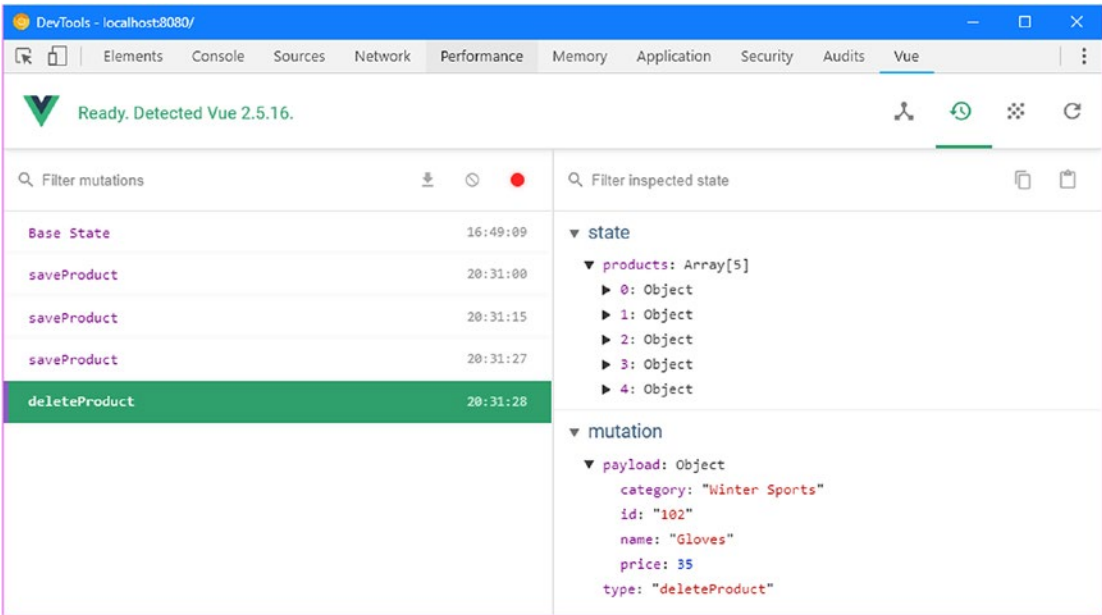 DevTools - localhost:8080/
Elements Console Sources Network Performance Memory Application Security Audits Vue
Ready. Detected Vue 2.5.16.
Filter mutations
Filter inspected state
Base State 16:49:09
saveProduct 20:31:00
saveProduct 20:31:15
saveProduct 20:31:27
deleteProduct 20:31:28
state
products: Array[5]
0: Object
1: Object
2: Object
3: Object
4: Object
mutation
payload: Object
category: "Winter Sports"
id: "102"
name: "Gloves"
price: 35
type: "deleteProduct"